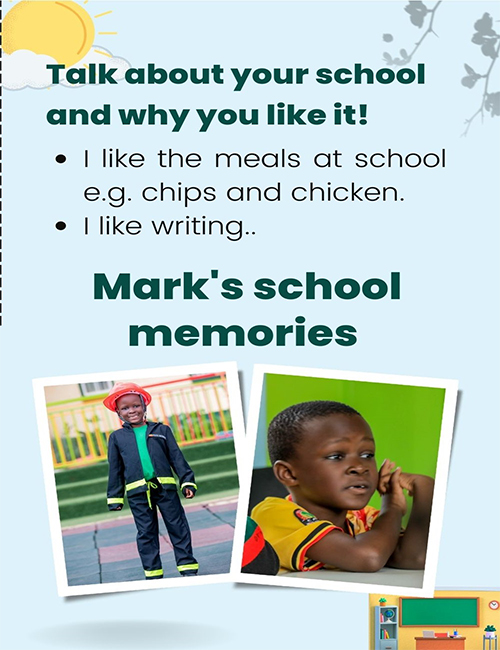 Talk about your school
and why you like it!
• I like the meals at school
e.g. chips and chicken.
• I like writing..
Mark's school
memories